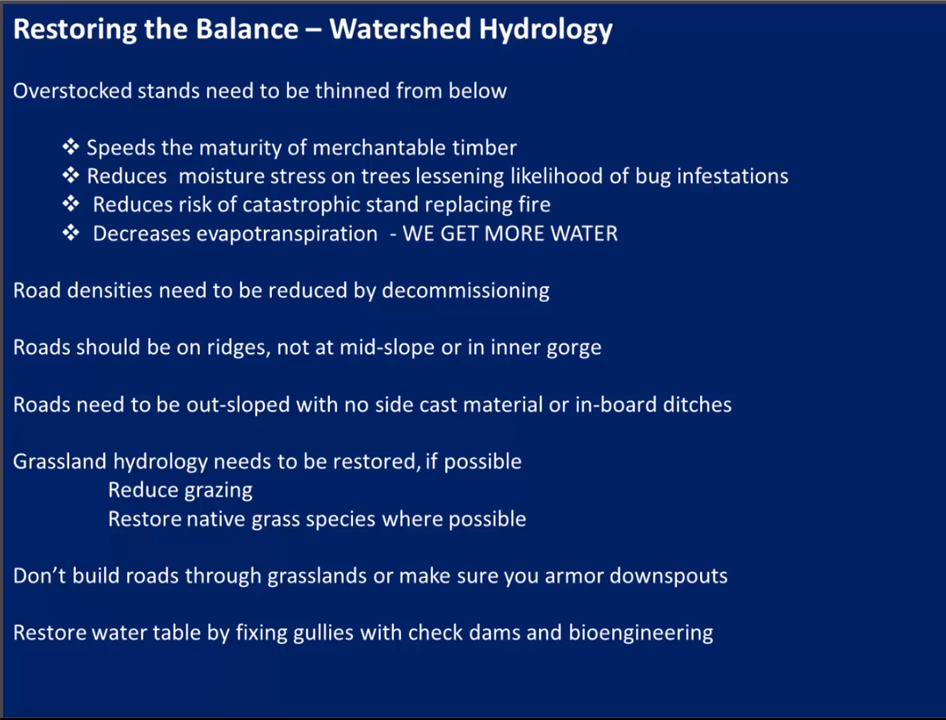 Restoring the Balance – Watershed Hydrology
Overstocked stands need to be thinned from below
❖ Speeds the maturity of merchantable timber
❖ Reduces moisture stress on trees lessening likelihood of bug infestations
❖ Reduces risk of catastrophic stand replacing fire
❖ Decreases evapotranspiration - WE GET MORE WATER
Road densities need to be reduced by decommissioning
Roads should be on ridges, not at mid-slope or in inner gorge
Roads need to be out-sloped with no side cast material or in-board ditches
Grassland hydrology needs to be restored, if possible
Reduce grazing
Restore native grass species where possible
Don’t build roads through grasslands or make sure you armor downspouts
Restore water table by fixing gullies with check dams and bioengineering